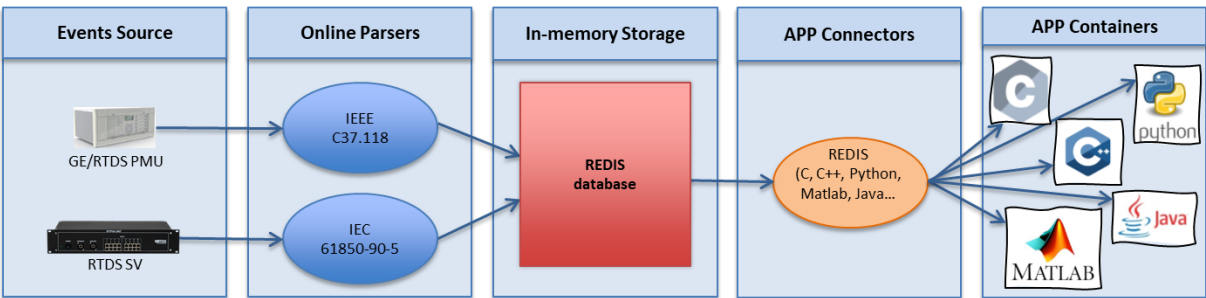 Events Source
GE/RTDS PMU
RTDS SV
Online Parsers
IEEE
C37.118
IEC
61850-90-5
In-memory Storage
REDIS
database
APP Connectors
REDIS
(C, C++, Python,
Matlab, Java...
APP Containers
C
python
C++
Java
MATLAB